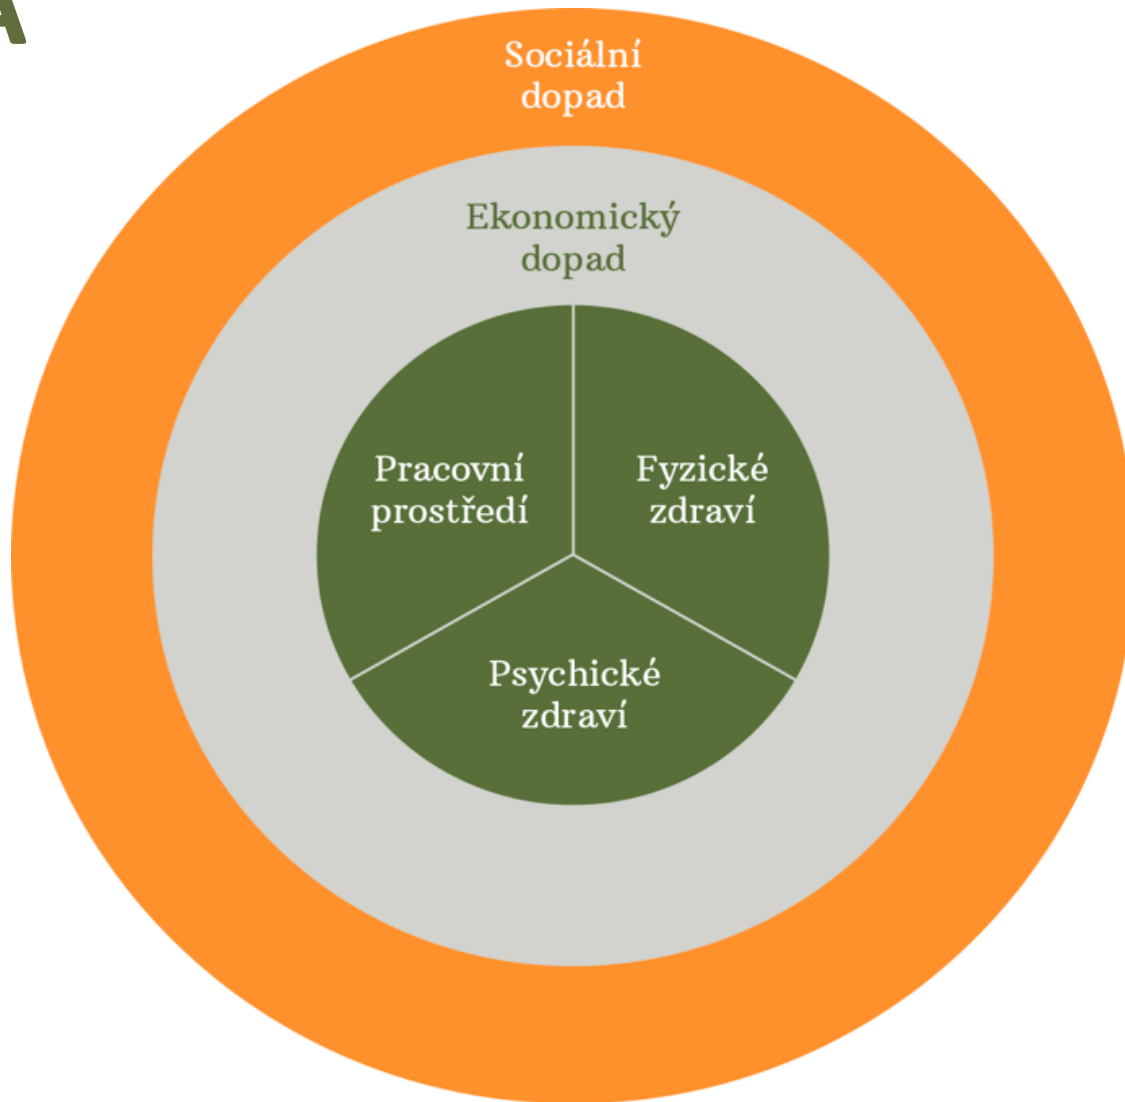 A
Sociální
dopad
Ekonomický
dopad
Pracovní
prostředí
Fyzické
zdraví
Psychické
zdraví